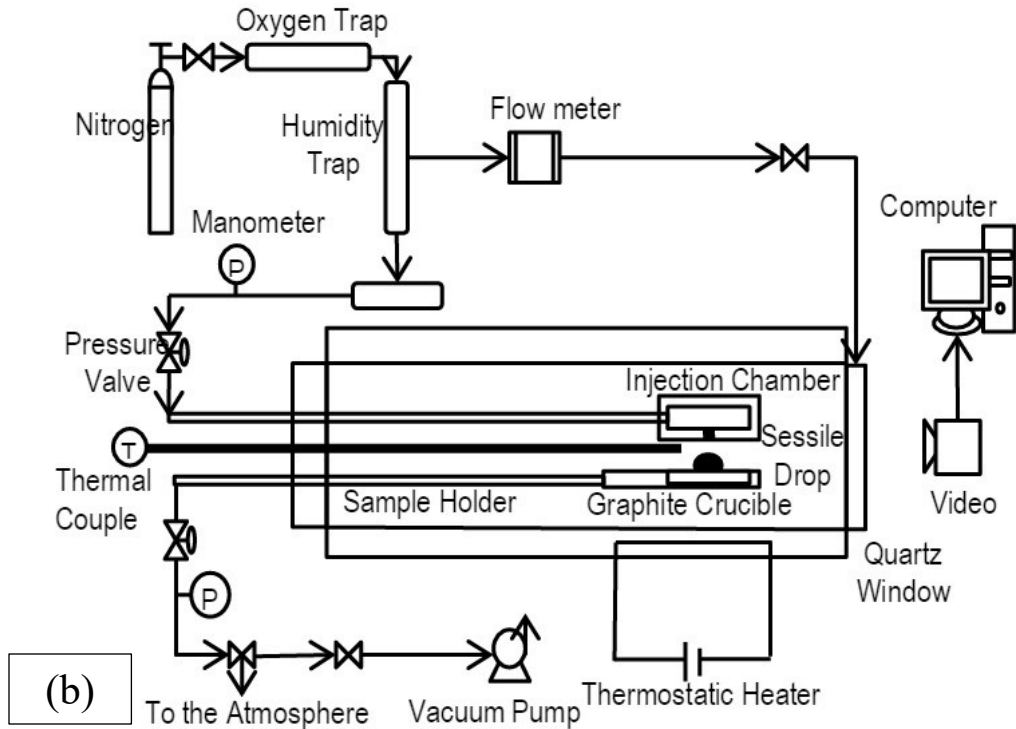 Oxygen Trap
Nitrogen
Humidity
Trap
Flow meter
Manometer
P
Computer
Pressure
Valve
Injection Chamber
Sessile
Drop
T
Thermal
Couple
Sample Holder
Graphite Crucible
Video
Quartz
Window
P
(b)
To the Atmosphere
Vacuum Pump
Thermostatic Heater